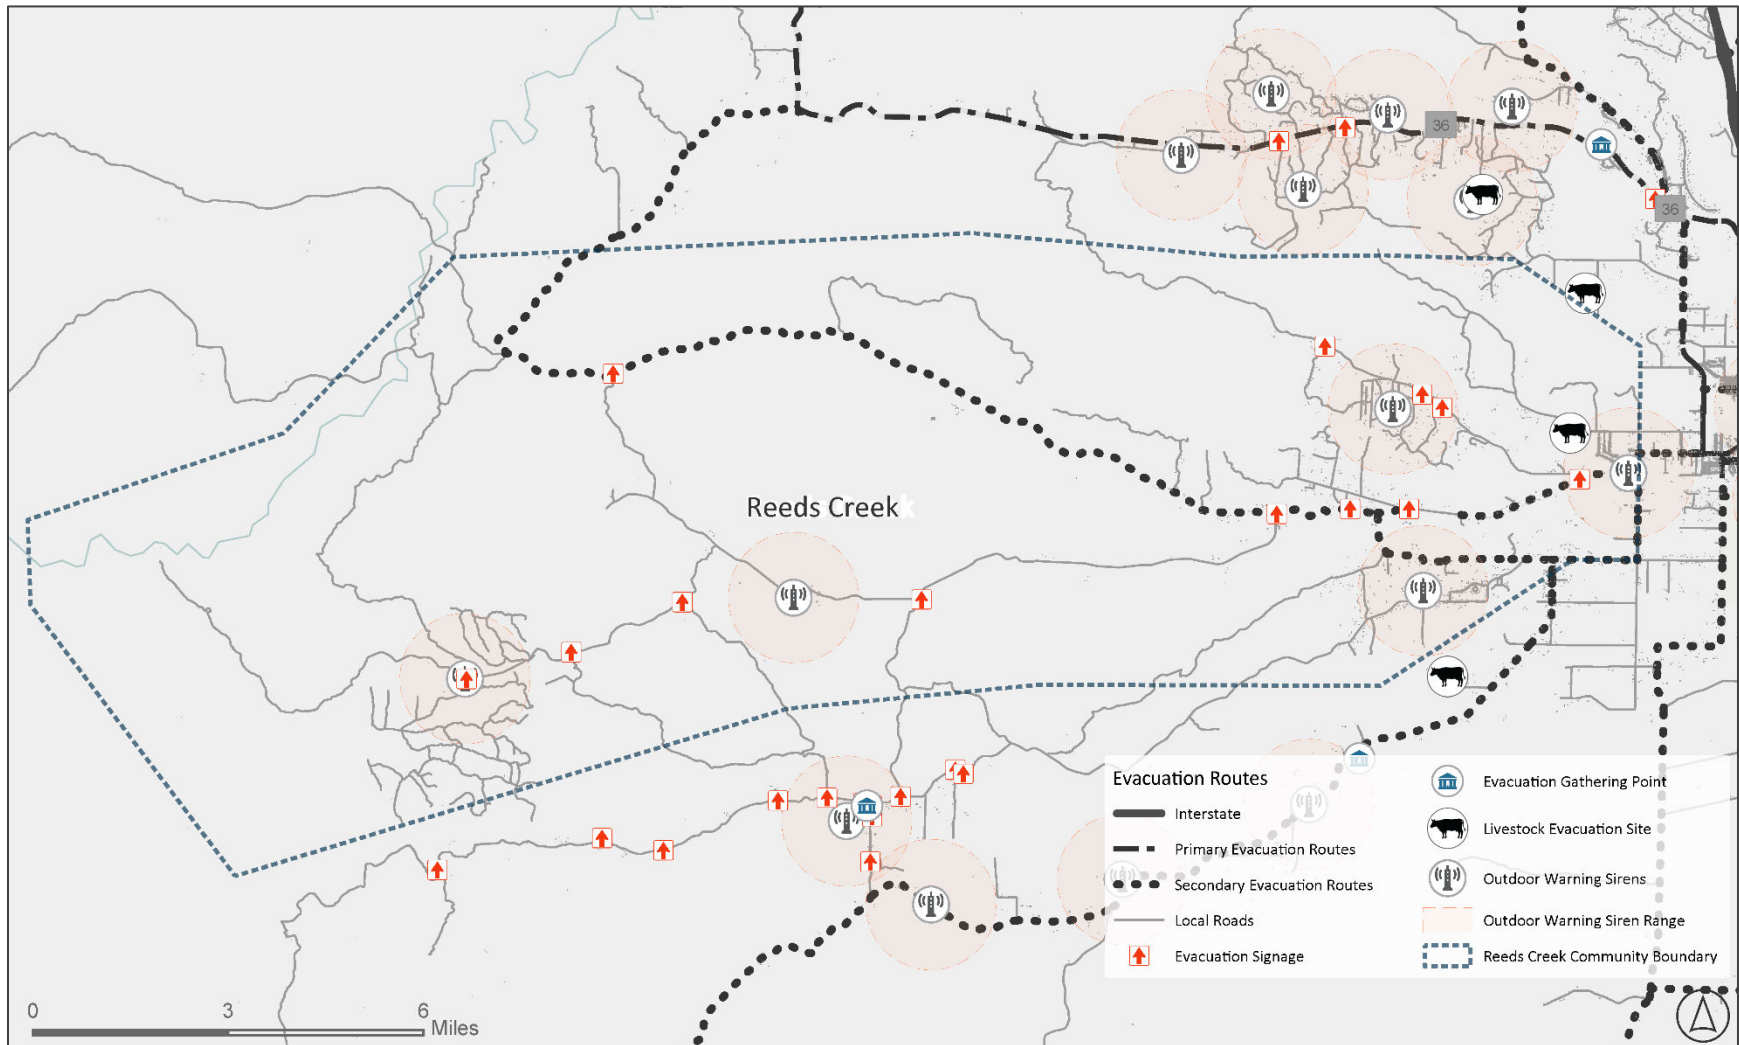 36
36
Reeds Creek
Evacuation Routes
Interstate
Primary Evacuation Routes
Secondary Evacuation Routes
Local Roads
Evacuation Signage
Evacuation Gathering Point
Livestock Evacuation Site
Outdoor Warning Sirens
Outdoor Warning Siren Range
Reeds Creek Community Boundary
0 3 6
Miles